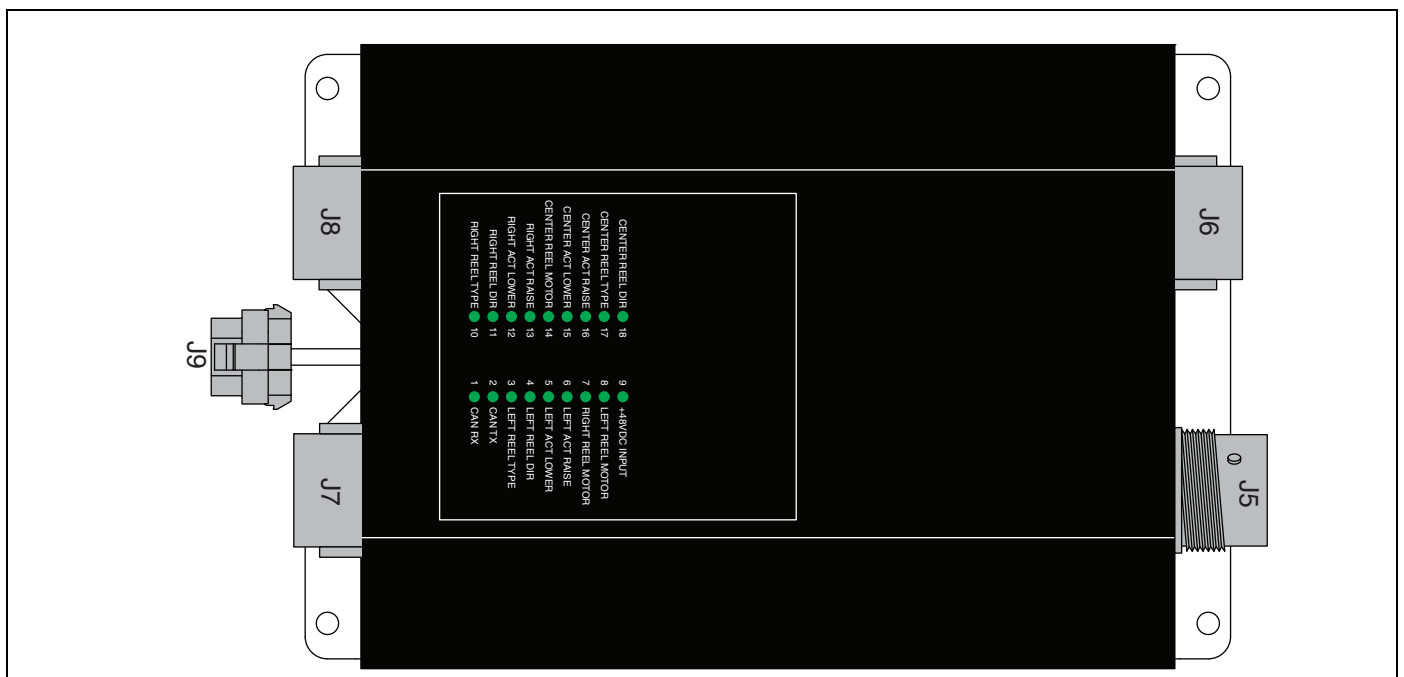 J8
J6
J9
J7
J5
0
CENTER REEL DIR 18
CENTER REEL TYPE 17
CENTER ACT RAISE 16
CENTER ACT LOWER 15
CENTER REEL MOTOR 14
RIGHT ACT RAISE 13
RIGHT ACT LOWER 12
RIGHT REEL DIR 11
RIGHT REEL TYPE 10
9 +48VDC INPUT
8 LEFT REEL MOTOR
7 RIGHT REEL MOTOR
6 LEFT ACT RAISE
5 LEFT ACT LOWER
4 LEFT REEL DIR
3 LEFT REEL TYPE
2 CAN TX
1 CAN RX